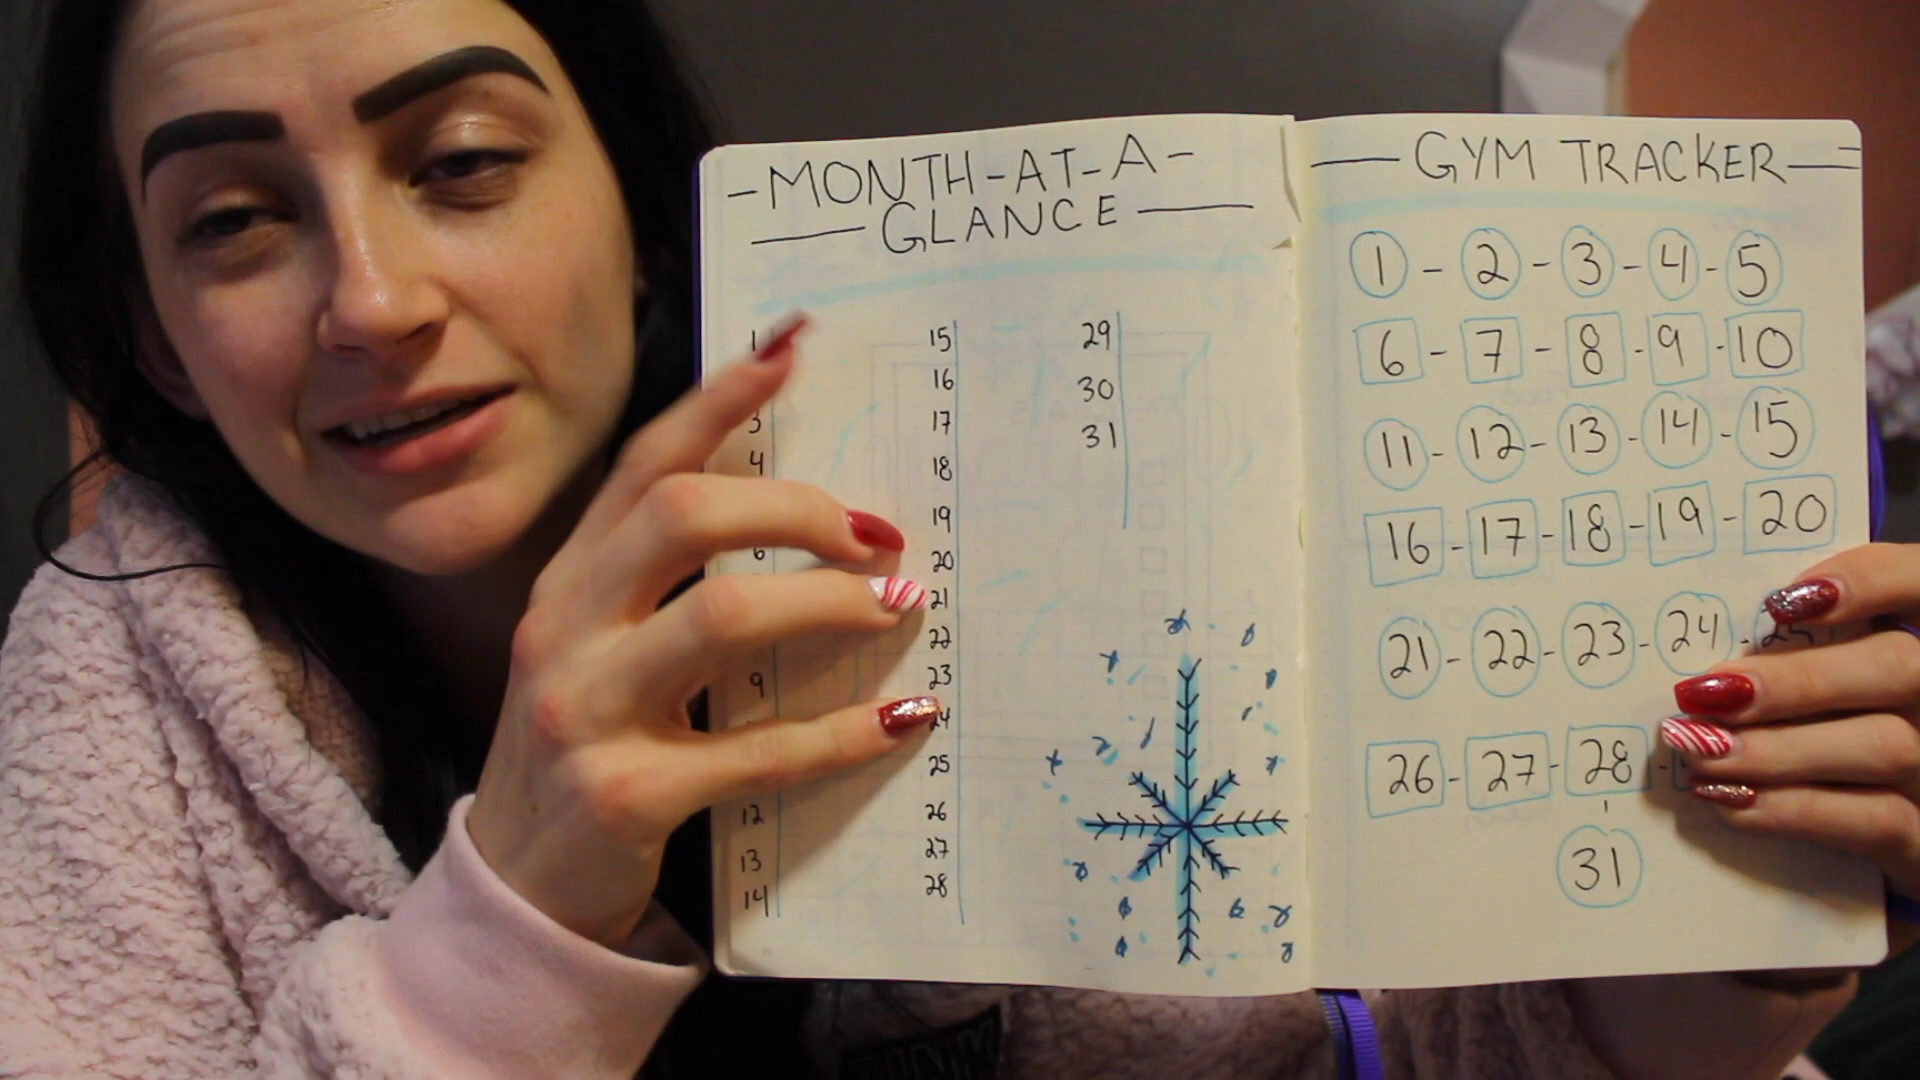 -MONTH-AT-A-
GLANCE
1
3
4
6
9
12
13
14
15
16
17
18
19
20
21
22
23
24
25
26
27
28
29
30
31
GYM TRACKER
1 - 2 - 3 - 4 - 5
6 - 7 - 8 - 9 - 10
11 - 12 - 13 - 14 - 15
16 - 17 - 18 - 19 - 20
21 - 22 - 23 - 24 - 25
26 - 27 - 28 -
31